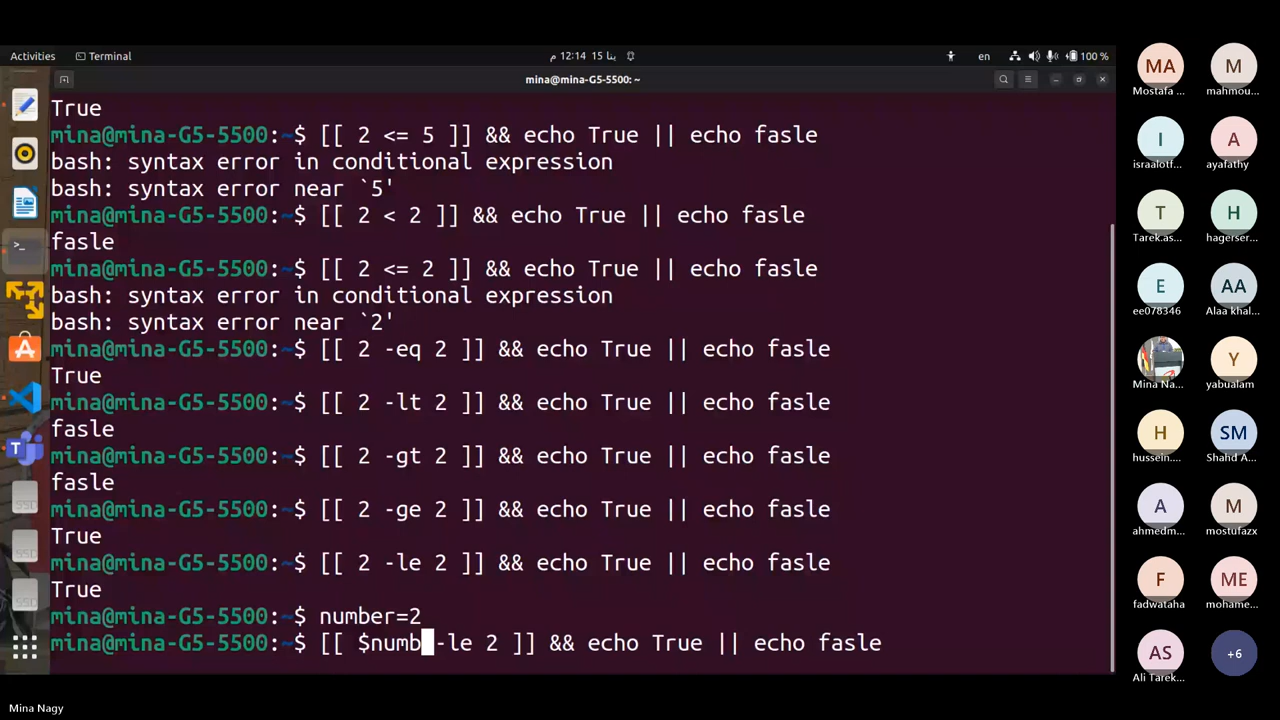 Activities
Terminal
م 12:14 ينا 15
en
100 %
mina@mina-G5-5500: ~
True
mina@mina-G5-5500:~$ [[ 2 <= 5 ]] && echo True || echo fasle
bash: syntax error in conditional expression
bash: syntax error near `5'
mina@mina-G5-5500:~$ [[ 2 < 2 ]] && echo True || echo fasle
fasle
mina@mina-G5-5500:~$ [[ 2 <= 2 ]] && echo True || echo fasle
bash: syntax error in conditional expression
bash: syntax error near `2'
mina@mina-G5-5500:~$ [[ 2 -eq 2 ]] && echo True || echo fasle
True
mina@mina-G5-5500:~$ [[ 2 -lt 2 ]] && echo True || echo fasle
fasle
mina@mina-G5-5500:~$ [[ 2 -gt 2 ]] && echo True || echo fasle
fasle
mina@mina-G5-5500:~$ [[ 2 -ge 2 ]] && echo True || echo fasle
True
mina@mina-G5-5500:~$ [[ 2 -le 2 ]] && echo True || echo fasle
True
mina@mina-G5-5500:~$ number=2
mina@mina-G5-5500:~$ [[ $numb -le 2 ]] && echo True || echo fasle
MA
Mostafa ...
M
mahmou...
I
israalotf...
A
ayafathy
T
Tarek.as...
H
hagerser...
E
ee078346
AA
Alaa khal...
Mina Na...
Y
yabualam
H
hussein....
SM
Shahd A...
A
ahmedm...
M
mostufazx
F
fadwataha
ME
mohame...
AS
Ali Tarek...
+6
Mina Nagy